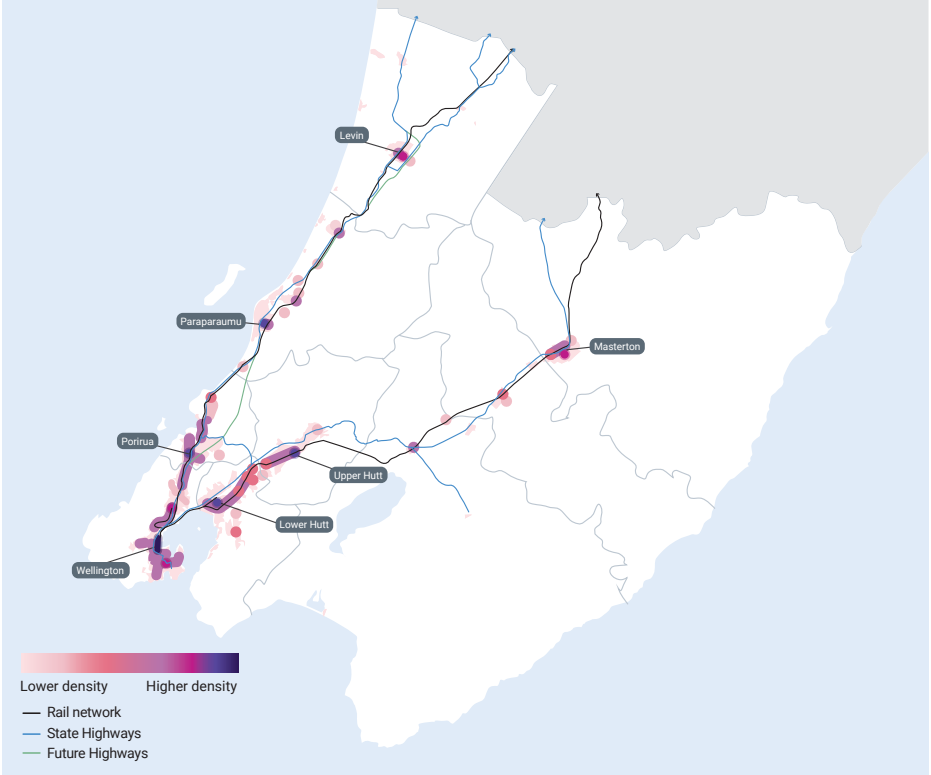 Levin
Paraparaumu
Masterton
Porirua
Upper Hutt
Lower Hutt
Wellington
Lower density Higher density
Rail network
State Highways
Future Highways